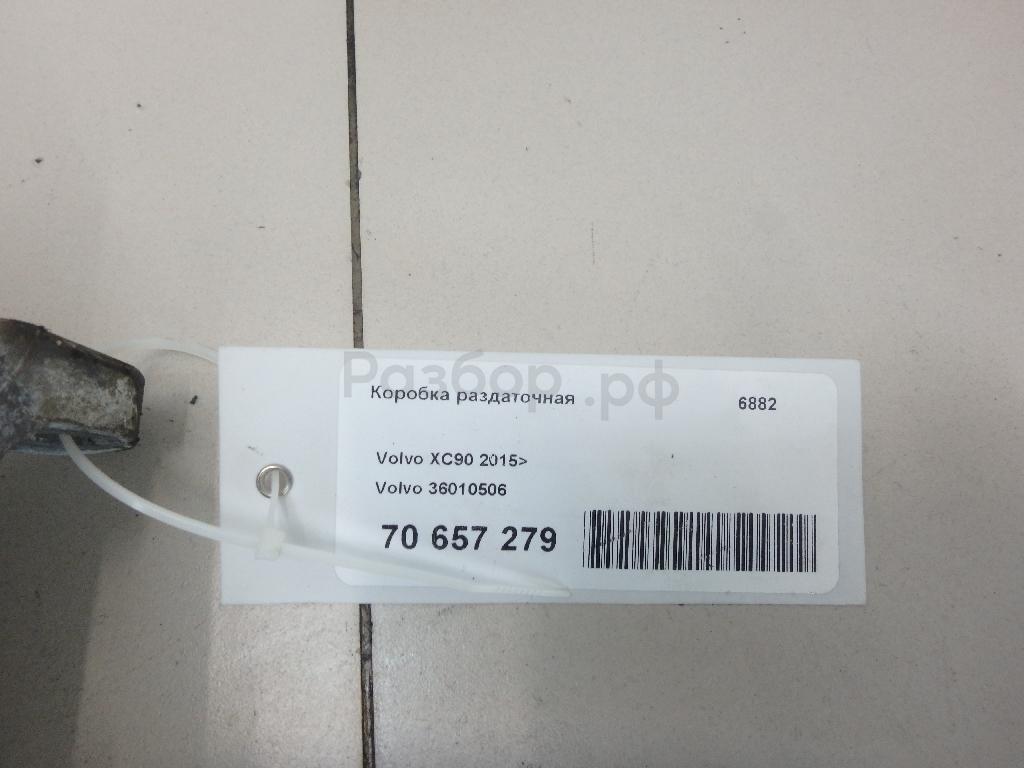 Разбор.рф
Коробка раздаточная 6882
Volvo XC90 2015>
Volvo 36010506
70 657 279